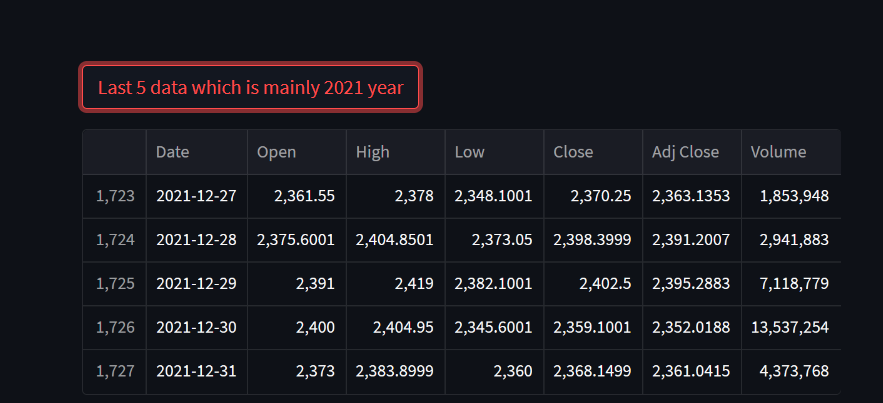 Last 5 data which is mainly 2021 year
Date Open High Low Close Adj Close Volume
1,723 2021-12-27 2,361.55 2,378 2,348.1001 2,370.25 2,363.1353 1,853,948
1,724 2021-12-28 2,375.6001 2,404.8501 2,373.05 2,398.3999 2,391.2007 2,941,883
1,725 2021-12-29 2,391 2,419 2,382.1001 2,402.5 2,395.2883 7,118,779
1,726 2021-12-30 2,400 2,404.95 2,345.6001 2,359.1001 2,352.0188 13,537,254
1,727 2021-12-31 2,373 2,383.8999 2,360 2,368.1499 2,361.0415 4,373,768